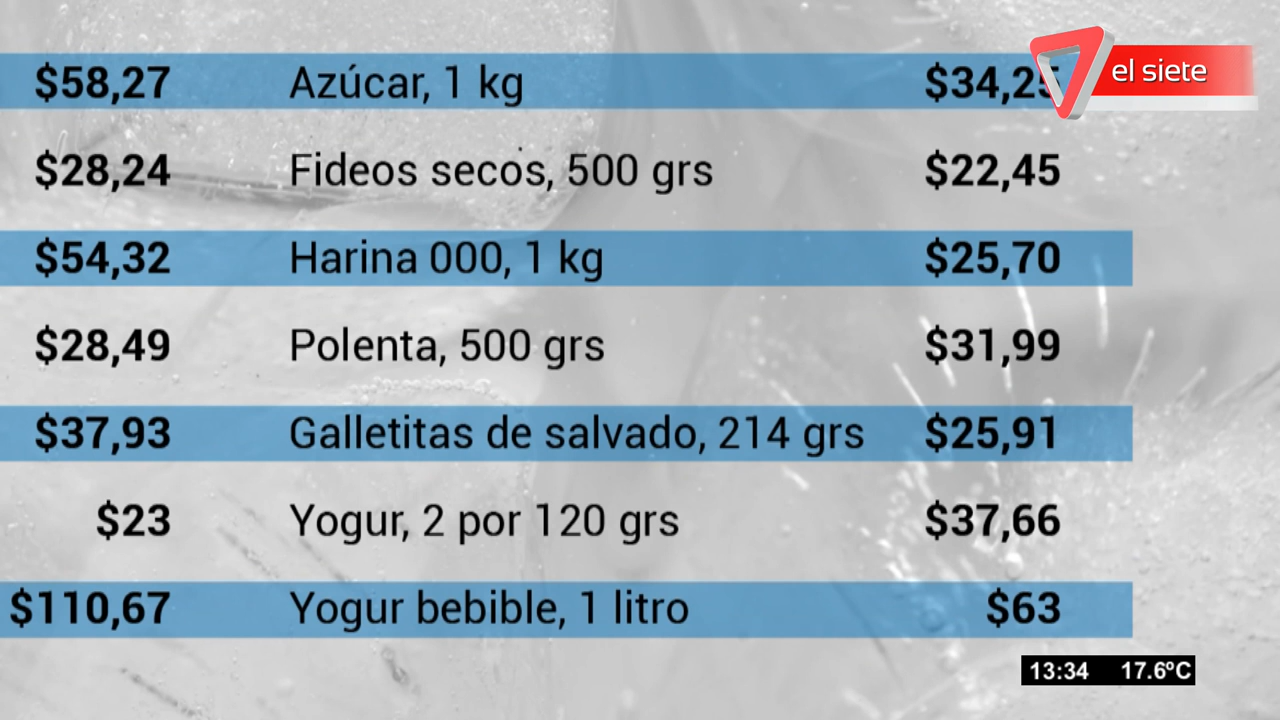 $58,27 Azúcar, 1 kg $34,25
el siete
$28,24 Fideos secos, 500 grs $22,45
$54,32 Harina 000, 1 kg $25,70
$28,49 Polenta, 500 grs $31,99
$37,93 Galletitas de salvado, 214 grs $25,91
$23 Yogur, 2 por 120 grs $37,66
$110,67 Yogur bebible, 1 litro $63
13:34 17.6ºC